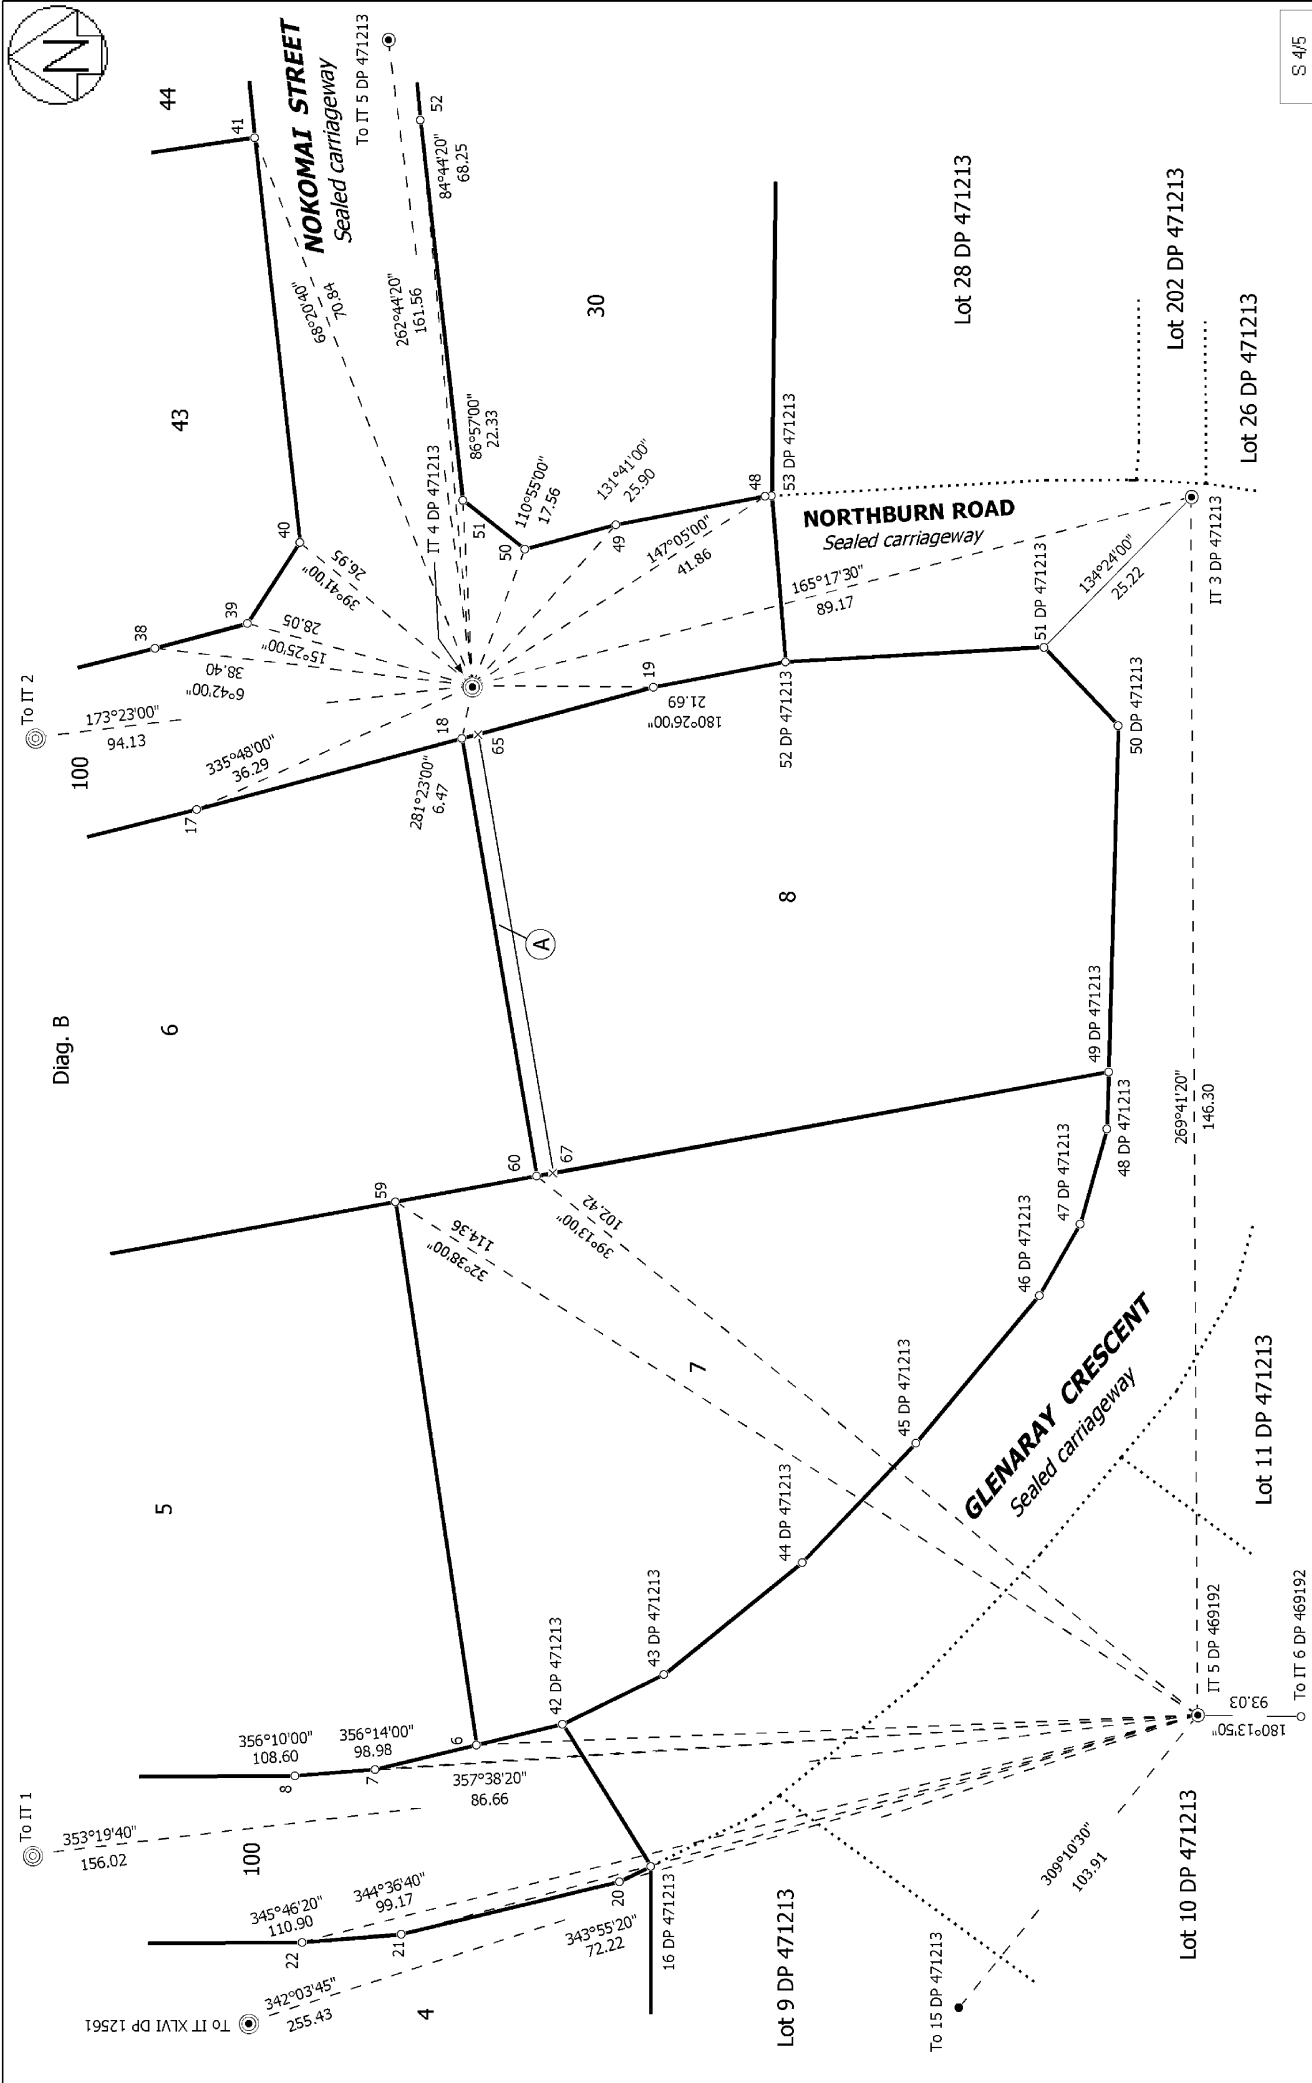 Diag. B
N
To IT 1
353°19'40"
156.02
100
356°10'00"
108.60
8
356°14'00"
98.98
7
6
357°38'20"
86.66
345°46'20"
110.90
22
344°36'40"
99.17
21
20
343°55'20"
72.22
To IT XLVI DP 12561
342°03'45"
255.43
4
16 DP 471213
42 DP 471213
43 DP 471213
44 DP 471213
45 DP 471213
46 DP 471213
47 DP 471213
48 DP 471213
49 DP 471213
5
59
32°38'00"
114.36
60
67
39°13'00"
102.42
7
6
8
A
To IT 2
173°23'00"
94.13
100
17
335°48'00"
36.29
18
65
281°23'00"
6.47
38
6°42'00"
38.40
39
15°25'00"
28.05
40
39°41'00"
26.95
43
44
41
68°20'40"
70.84
NOKOMAI STREET
Sealed carriageway
To IT 5 DP 471213
262°44'20"
161.56
52
84°44'20"
68.25
IT 4 DP 471213
86°57'00"
22.33
51
50
110°55'00"
17.56
49
131°41'00"
25.90
30
48
53 DP 471213
147°05'00"
41.86
19
180°26'00"
21.69
52 DP 471213
165°17'30"
89.17
NORTHBURN ROAD
Sealed carriageway
51 DP 471213
50 DP 471213
134°24'00"
25.22
IT 3 DP 471213
Lot 28 DP 471213
Lot 202 DP 471213
Lot 26 DP 471213
269°41'20"
146.30
GLENARAY CRESCENT
Sealed carriageway
Lot 11 DP 471213
IT 5 DP 469192
180°13'50"
93.03
To IT 6 DP 469192
309°10'30"
103.91
To 15 DP 471213
Lot 9 DP 471213
Lot 10 DP 471213
S 4/5